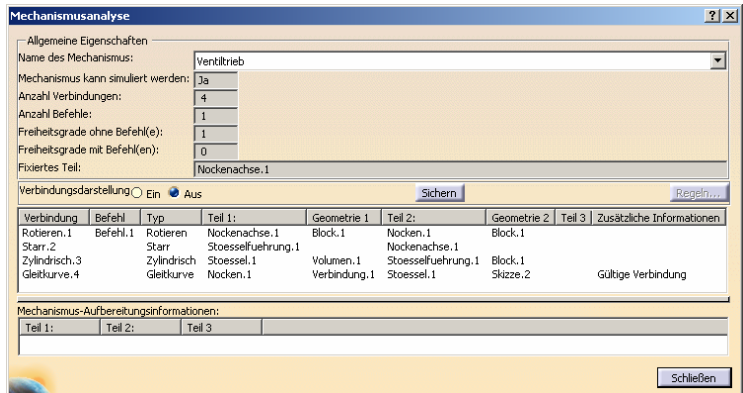 Mechanismusanalyse
Allgemeine Eigenschaften
Name des Mechanismus: Ventiltrieb
Mechanismus kann simuliert werden: Ja
Anzahl Verbindungen: 4
Anzahl Befehle: 1
Freiheitsgrade ohne Befehl(e): 1
Freiheitsgrade mit Befehl(en): 0
Fixiertes Teil: Nockenachse.1
Verbindungsdarstellung Ein Aus Sichern Regeln...
Verbindung Befehl Typ Teil 1: Geometrie 1 Teil 2: Geometrie 2 Teil 3 Zusätzliche Informationen
Rotieren.1 Befehl.1 Rotieren Nockenachse.1 Block.1 Nocken.1 Block.1
Starr.2 Starr Stoesselfuehrung.1 Nockenachse.1
Zylindrisch.3 Zylindrisch Stoessel.1 Volumen.1 Stoesselfuehrung.1 Block.1
Gleitkurve.4 Gleitkurve Nocken.1 Verbindung.1 Stoessel.1 Skizze.2 Gültige Verbindung
Mechanismus-Aufbereitungsinformationen:
Teil 1: Teil 2: Teil 3
Schließen